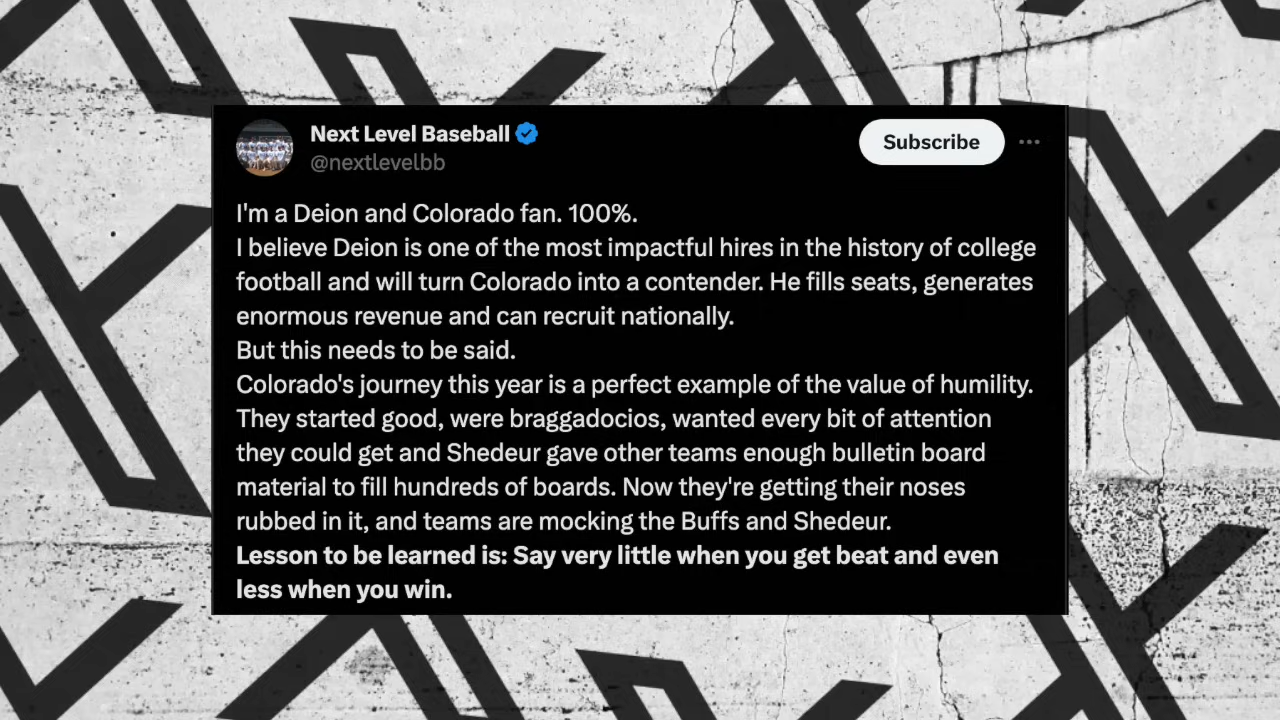 Next Level Baseball
@nextlevelbb
Subscribe
I'm a Deion and Colorado fan. 100%.
I believe Deion is one of the most impactful hires in the history of college
football and will turn Colorado into a contender. He fills seats, generates
enormous revenue and can recruit nationally.
But this needs to be said.
Colorado's journey this year is a perfect example of the value of humility.
They started good, were braggadocios, wanted every bit of attention
they could get and Shedeur gave other teams enough bulletin board
material to fill hundreds of boards. Now they're getting their noses
rubbed in it, and teams are mocking the Buffs and Shedeur.
Lesson to be learned is: Say very little when you get beat and even
less when you win.